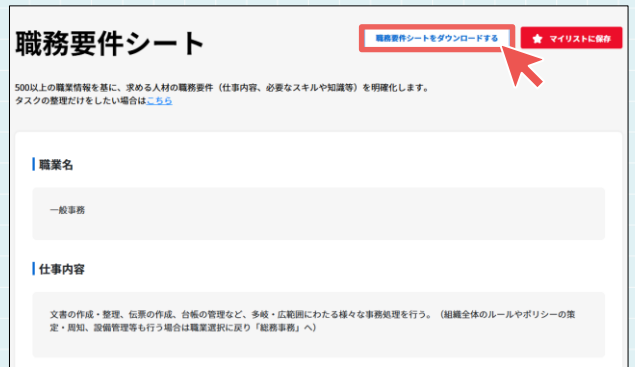 職務要件シート
職務要件シートをダウンロードする
マイリストに保存
500以上の職業情報を基に、求める人材の職務要件（仕事内容、必要なスキルや知識等）を明確化します。
タスクの整理だけをしたい場合はこちら
職業名
一般事務
仕事内容
文書の作成・整理、伝票の作成、台帳の管理など、多岐・広範囲にわたる様々な事務処理を行う。（組織全体のルールやポリシーの策
定・周知、設備管理等も行う場合は職業選択に戻り「総務事務」へ）